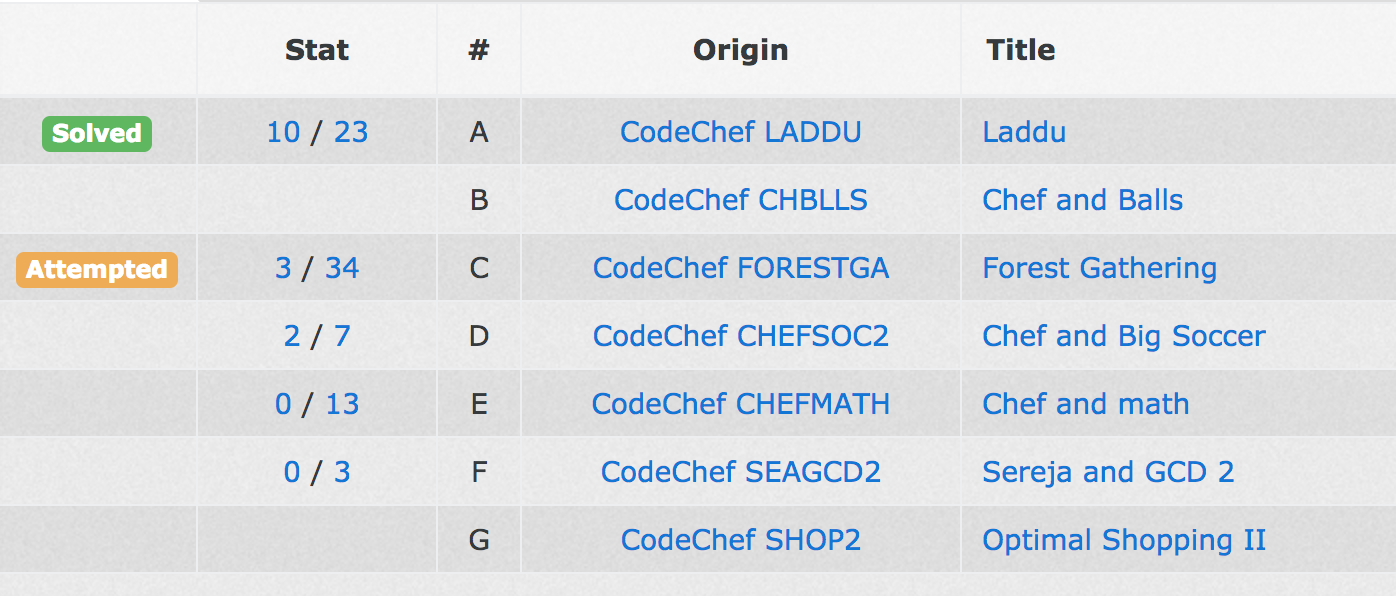 Stat # Origin Title
Solved 10 / 23 A CodeChef LADDU Laddu
B CodeChef CHBLLS Chef and Balls
Attempted 3 / 34 C CodeChef FORESTGA Forest Gathering
2 / 7 D CodeChef CHEFSOC2 Chef and Big Soccer
0 / 13 E CodeChef CHEFMATH Chef and math
0 / 3 F CodeChef SEAGCD2 Sereja and GCD 2
G CodeChef SHOP2 Optimal Shopping II